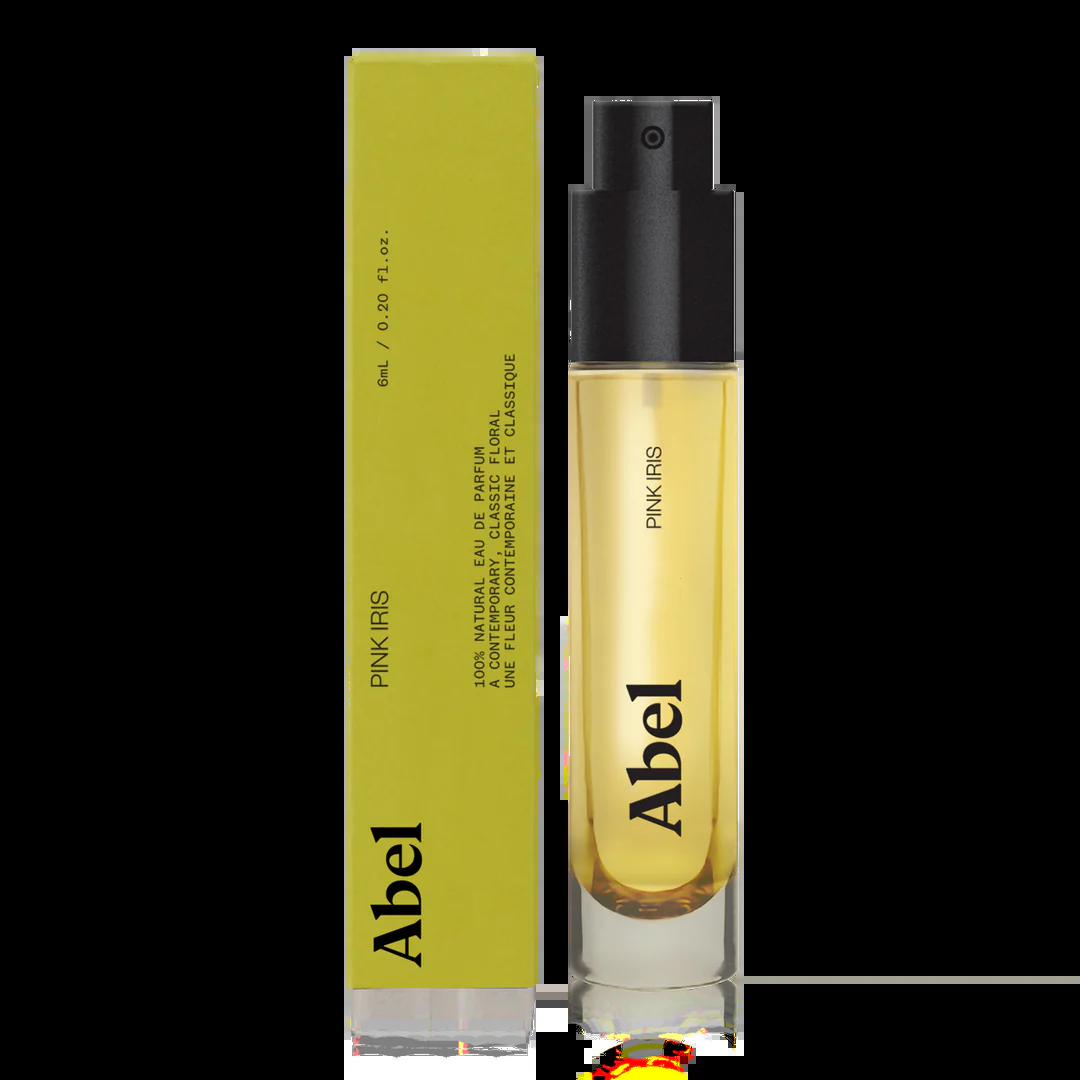 Abel
PINK IRIS
6mL / 0.20 fl.oz.
100% NATURAL EAU DE PARFUM
A CONTEMPORARY, CLASSIC FLORAL
UNE FLEUR CONTEMPORAINE ET CLASSIQUE
Abel
PINK IRIS